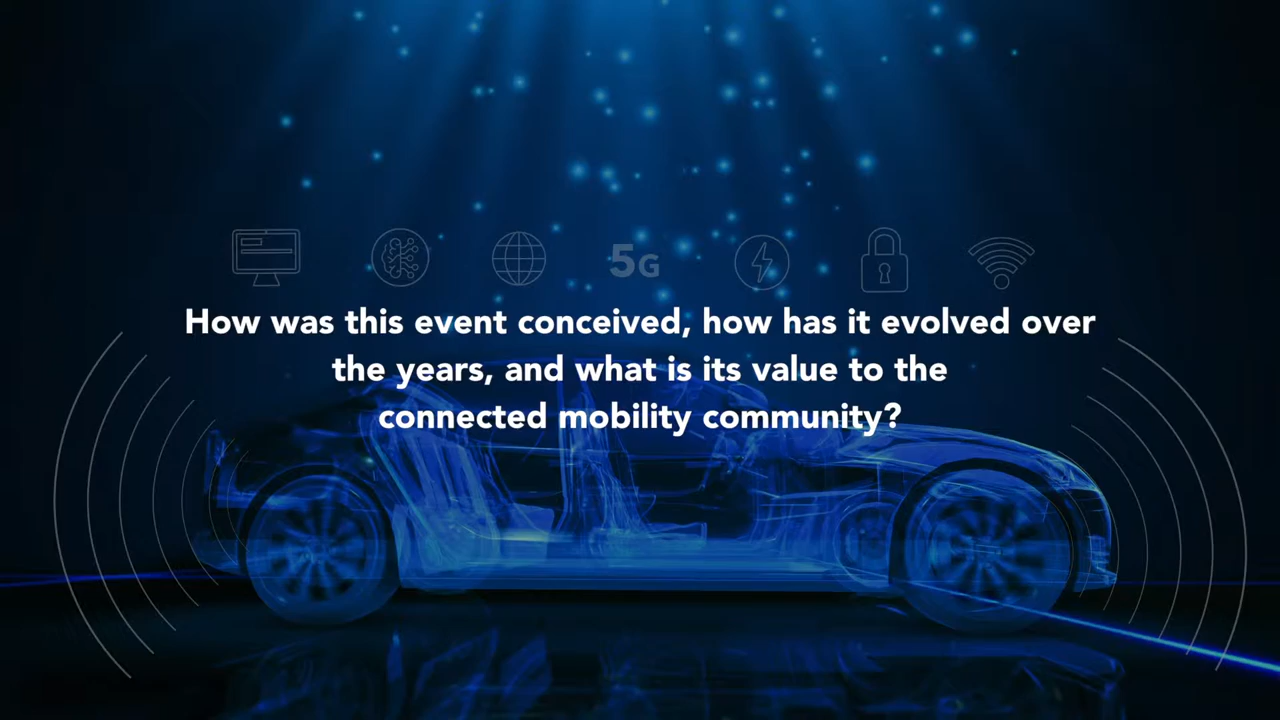 5G
How was this event conceived, how has it evolved over
the years, and what is its value to the
connected mobility community?